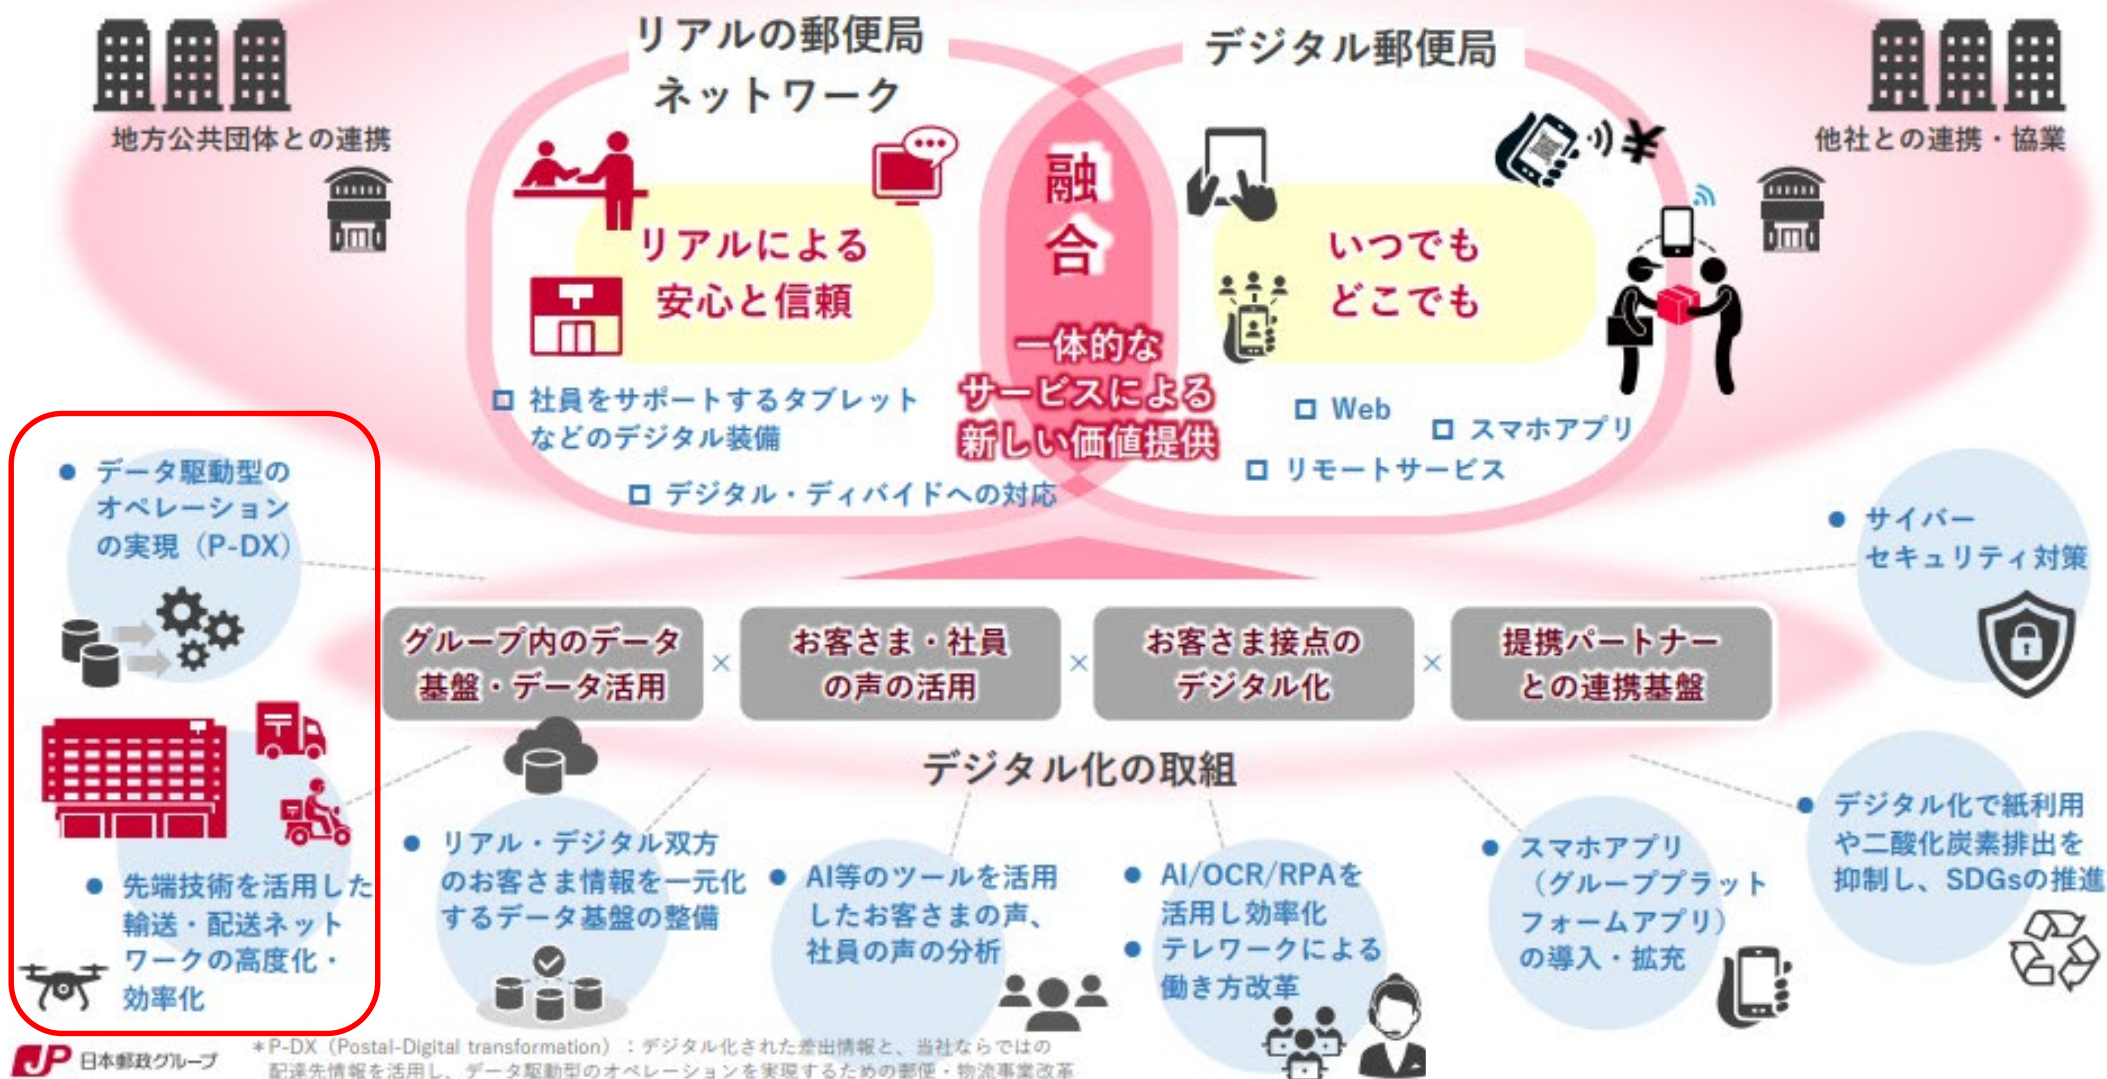 リアルの郵便局
ネットワーク
デジタル郵便局
地方公共団体との連携
他社との連携・協業
融
合
リアルによる
安心と信頼
いつでも
どこでも
¥
一体的な
サービスによる
新しい価値提供
社員をサポートするタブレット
などのデジタル装備
デジタル・ディバイドへの対応
Web
スマホアプリ
リモートサービス
● データ駆動型の
オペレーション
の実現(P-DX)
● サイバー
セキュリティ対策
グループ内のデータ
基盤・データ活用
×
お客さま・社員
の声の活用
×
お客さま接点の
デジタル化
×
提携パートナー
との連携基盤
デジタル化の取組
● 先端技術を活用した
輸送・配送ネット
ワークの高度化・
効率化
● リアル・デジタル双方
のお客さま情報を一元化
するデータ基盤の整備
● AI等のツールを活用
したお客さまの声、
社員の声の分析
● AI/OCR/RPAを
活用し効率化
● テレワークによる
働き方改革
● スマホアプリ
(グループプラット
フォームアプリ)
の導入・拡充
● デジタル化で紙利用
や二酸化炭素排出を
抑制し、SDGsの推進
JP 日本郵政グループ
*P-DX(Postal-Digital transformation):デジタル化された差出情報と、当社ならではの
配達先情報を活用し、データ駆動型のオペレーションを実現するための郵便・物流事業改革